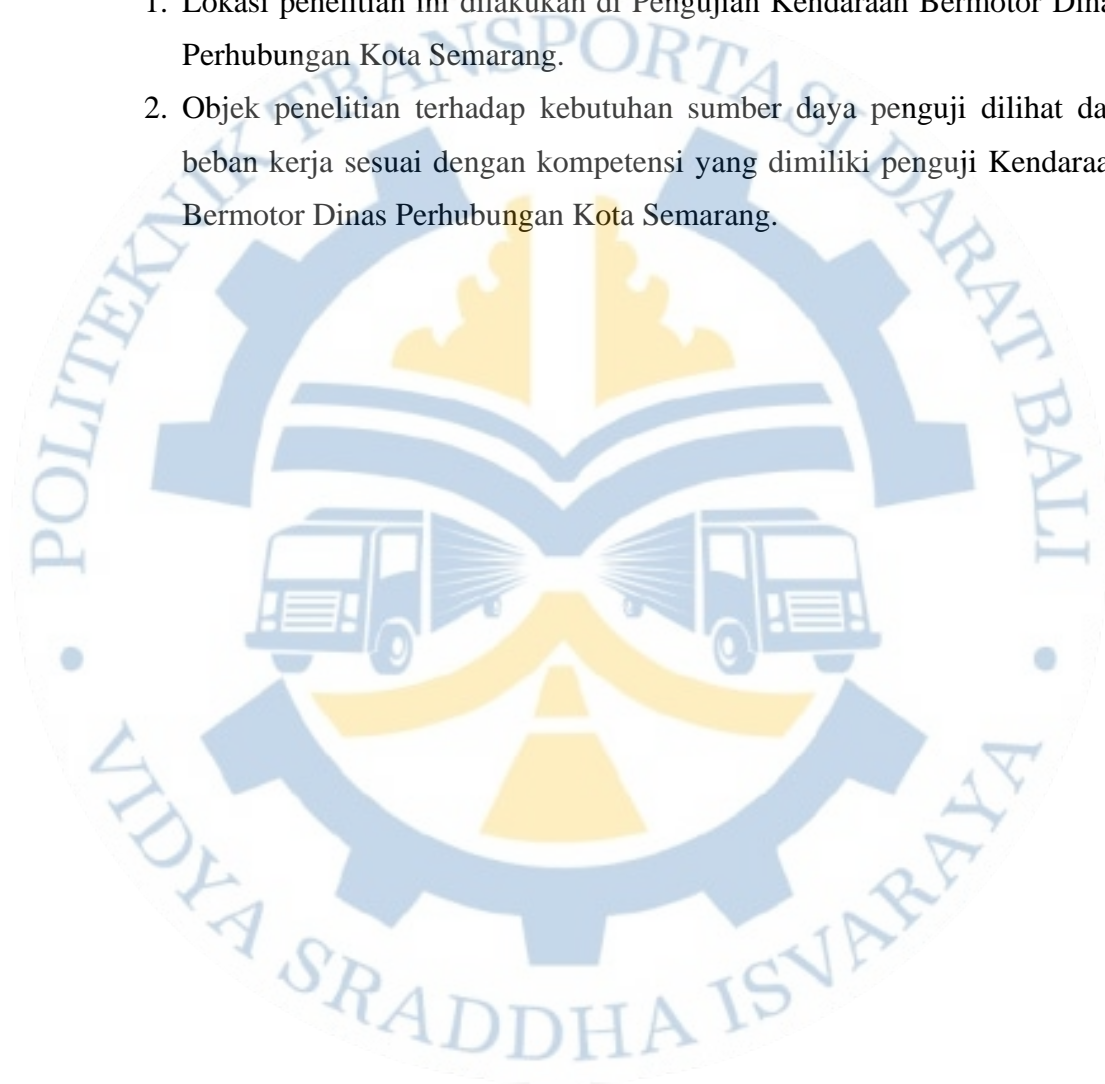 1. Lokasi penelitian ini dilakukan di Pengujian Kendaraan Bermotor Dina
Perhubungan Kota Semarang.
2. Objek penelitian terhadap kebutuhan sumber daya penguji dilihat da
beban kerja sesuai dengan kompetensi yang dimiliki penguji Kendaraa
Bermotor Dinas Perhubungan Kota Semarang.
POLITEKNIK TRANSPORTASI DARAT BALI
VIDYA SRADDHA ISVARAYA